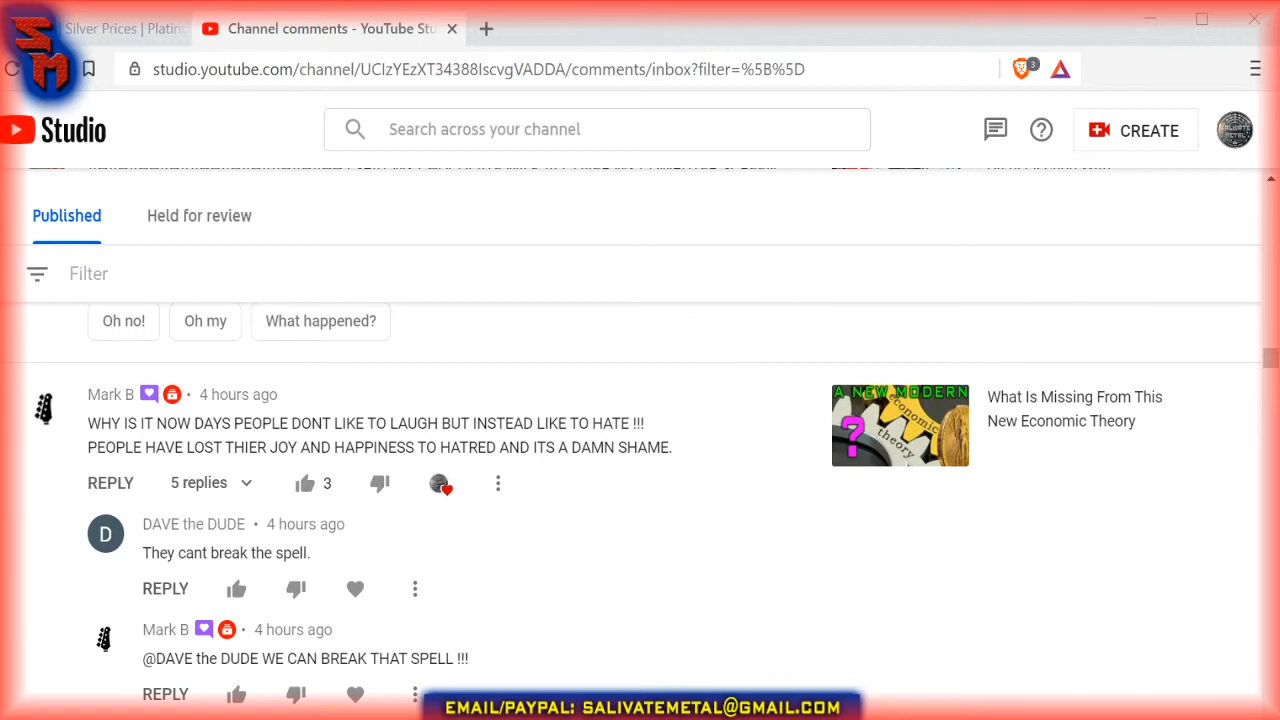 SM
Silver Prices | Platin
Channel comments - YouTube Stu
studio.youtube.com/channel/UCIzYEzXT34388IscvgVADDA/comments/inbox?filter=%5B%5D
3
Studio
Search across your channel
CREATE
Published
Held for review
Filter
Oh no!
Oh my
What happened?
Mark B • 4 hours ago
WHY IS IT NOW DAYS PEOPLE DONT LIKE TO LAUGH BUT INSTEAD LIKE TO HATE !!!
PEOPLE HAVE LOST THIER JOY AND HAPPINESS TO HATRED AND ITS A DAMN SHAME.
REPLY 5 replies 3
A NEW MODERN
economic
theory
?
What Is Missing From This
New Economic Theory
D
DAVE the DUDE • 4 hours ago
They cant break the spell.
REPLY
Mark B • 4 hours ago
@DAVE the DUDE WE CAN BREAK THAT SPELL !!!
REPLY
EMAIL/PAYPAL: SALIVATEMETAL@GMAIL.COM